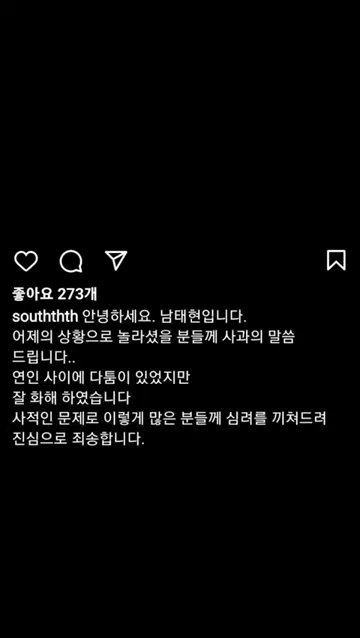 좋아요 273개
souththth 안녕하세요. 남태현입니다.
어제의 상황으로 놀라셨을 분들께 사과의 말씀
드립니다..
연인 사이에 다툼이 있었지만
잘 화해 하였습니다
사적인 문제로 이렇게 많은 분들께 심려를 끼쳐드려
진심으로 죄송합니다.